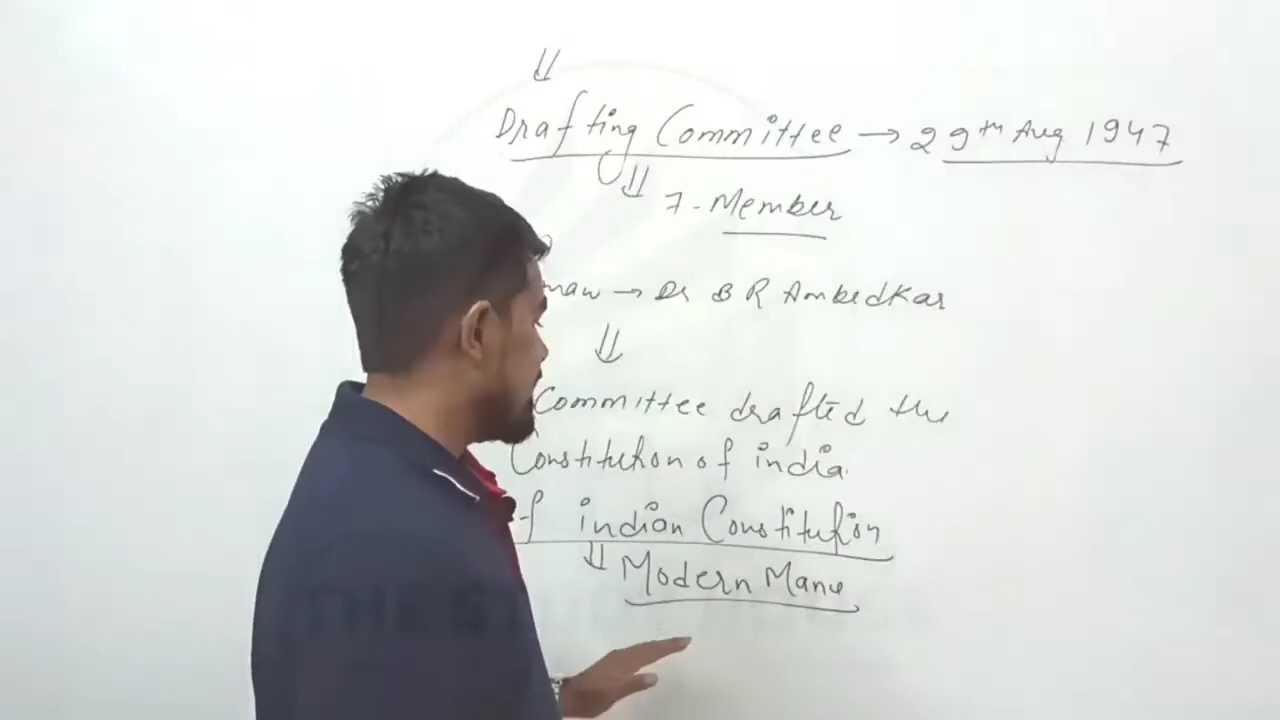 Drafting Committee → 29th Aug 1947
7-Member
→ Dr B R Ambedkar
Committee drafted the
Constitution of india.
indian Constitution
Modern Manu